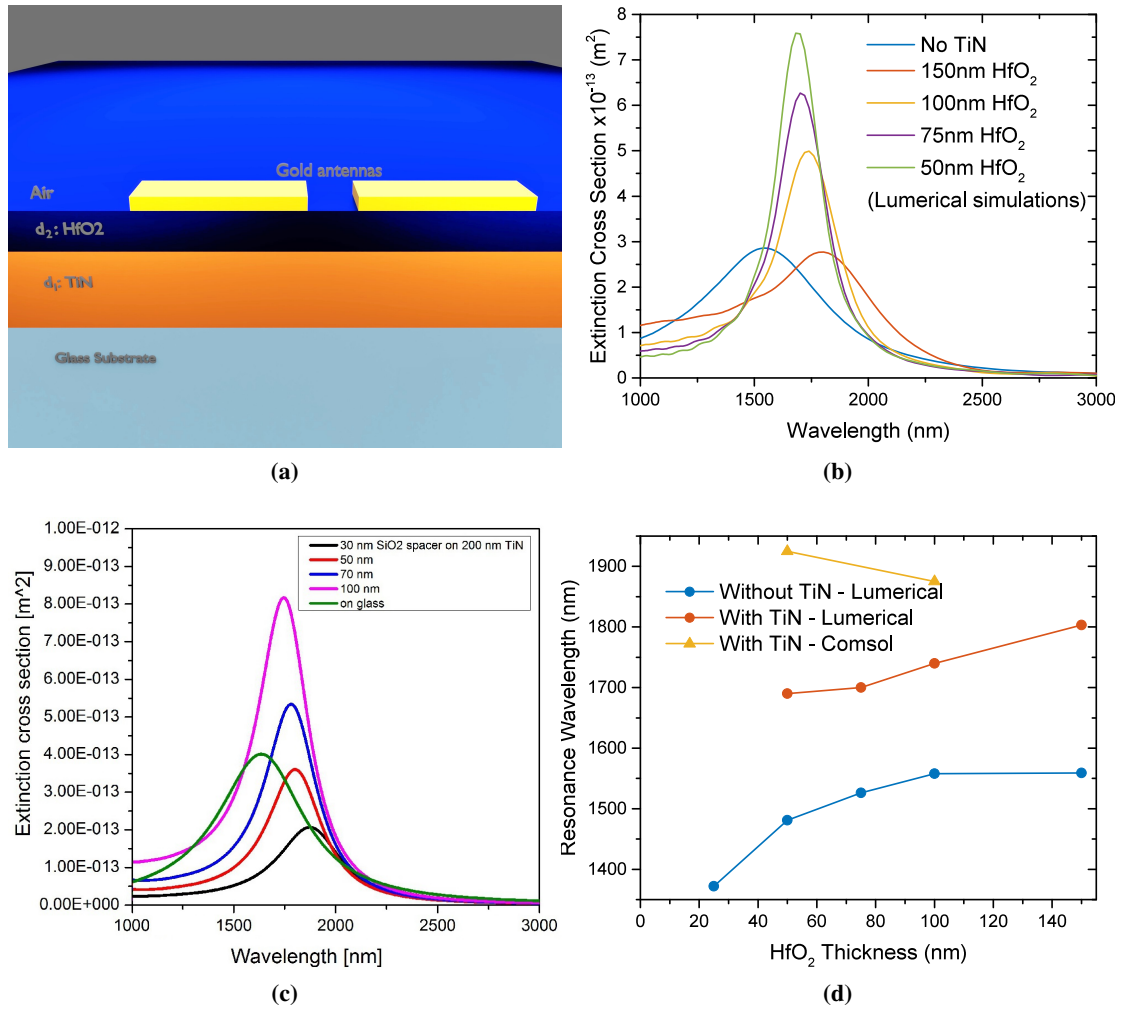 Gold antennas
Air
d₂: HfO2
d₁: TiN
Glass Substrate
(a)
Extinction Cross Section x10⁻¹³ (m²)
8
7
6
5
4
3
2
1
0
No TiN
150nm HfO₂
100nm HfO₂
75nm HfO₂
50nm HfO₂
(Lumerical simulations)
1000 1500 2000 2500 3000
Wavelength (nm)
(b)
Extinction cross section [m^2]
1.00E-012
9.00E-013
8.00E-013
7.00E-013
6.00E-013
5.00E-013
4.00E-013
3.00E-013
2.00E-013
1.00E-013
0.00E+000
30 nm SiO2 spacer on 200 nm TiN
50 nm
70 nm
100 nm
on glass
1000 1500 2000 2500 3000
Wavelength [nm]
(c)
Resonance Wavelength (nm)
1900
1800
1700
1600
1500
1400
Without TiN - Lumerical
With TiN - Lumerical
With TiN - Comsol
0 20 40 60 80 100 120 140
HfO₂ Thickness (nm)
(d)